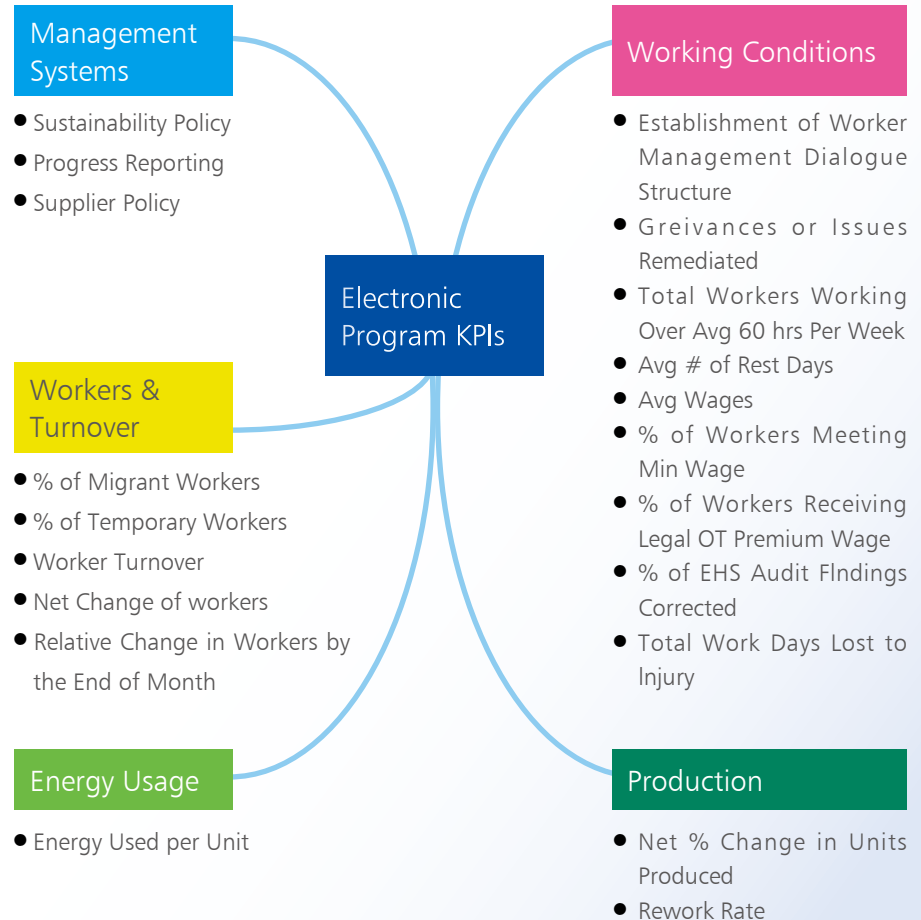 Management
Systems
• Sustainability Policy
• Progress Reporting
• Supplier Policy
Working Conditions
• Establishment of Worker
Management Dialogue
Structure
• Greivances or Issues
Remediated
• Total Workers Working
Over Avg 60 hrs Per Week
• Avg # of Rest Days
• Avg Wages
• % of Workers Meeting
Min Wage
• % of Workers Receiving
Legal OT Premium Wage
• % of EHS Audit FIndings
Corrected
• Total Work Days Lost to
Injury
Electronic
Program KPIs
Workers &
Turnover
• % of Migrant Workers
• % of Temporary Workers
• Worker Turnover
• Net Change of workers
• Relative Change in Workers by
the End of Month
Energy Usage
• Energy Used per Unit
Production
• Net % Change in Units
Produced
• Rework Rate